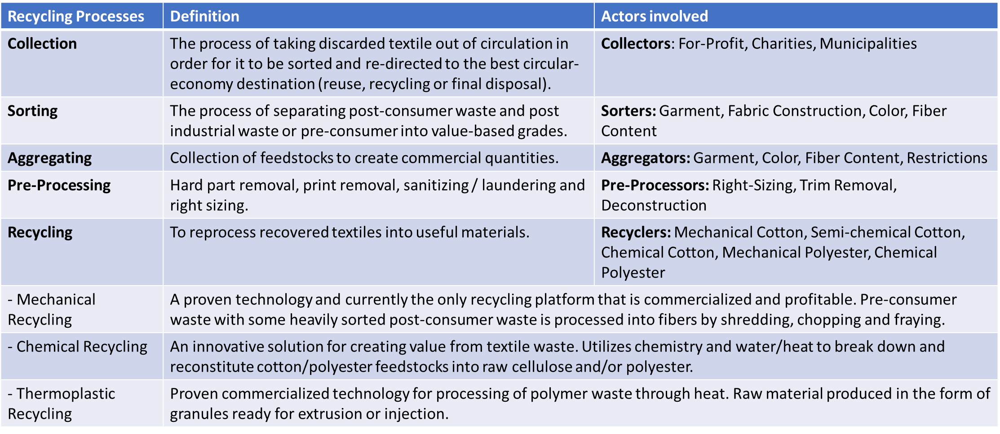 Recycling Processes
Definition
Actors involved
Collection
The process of taking discarded textile out of circulation in
order for it to be sorted and re-directed to the best circular-
economy destination (reuse, recycling or final disposal).
Collectors: For-Profit, Charities, Municipalities
Sorting
The process of separating post-consumer waste and post
industrial waste or pre-consumer into value-based grades.
Sorters: Garment, Fabric Construction, Color, Fiber
Content
Aggregating
Collection of feedstocks to create commercial quantities.
Aggregators: Garment, Color, Fiber Content, Restrictions
Pre-Processing
Hard part removal, print removal, sanitizing / laundering and
right sizing.
Pre-Processors: Right-Sizing, Trim Removal,
Deconstruction
Recycling
To reprocess recovered textiles into useful materials.
Recyclers: Mechanical Cotton, Semi-chemical Cotton,
Chemical Cotton, Mechanical Polyester, Chemical
Polyester
- Mechanical
Recycling
A proven technology and currently the only recycling platform that is commercialized and profitable. Pre-consumer
waste with some heavily sorted post-consumer waste is processed into fibers by shredding, chopping and fraying.
- Chemical Recycling
An innovative solution for creating value from textile waste. Utilizes chemistry and water/heat to break down and
reconstitute cotton/polyester feedstocks into raw cellulose and/or polyester.
- Thermoplastic
Recycling
Proven commercialized technology for processing of polymer waste through heat. Raw material produced in the form of
granules ready for extrusion or injection.